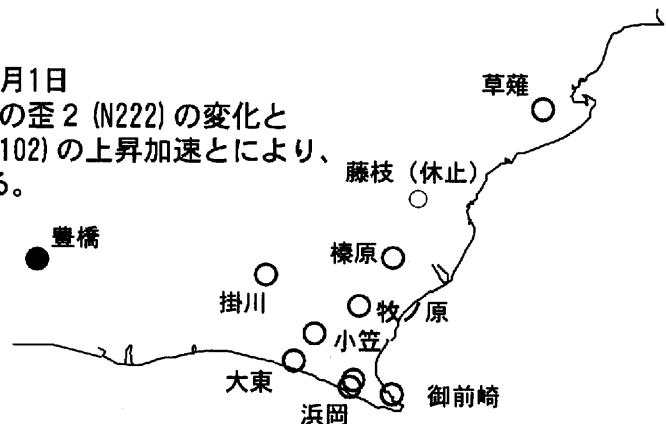 月1日
の歪2(N222)の変化と
102)の上昇加速とにより、
る。
草薙
藤枝(休止)
豊橋
榛原
掛川
牧ノ原
小笠
大東
御前崎
浜岡